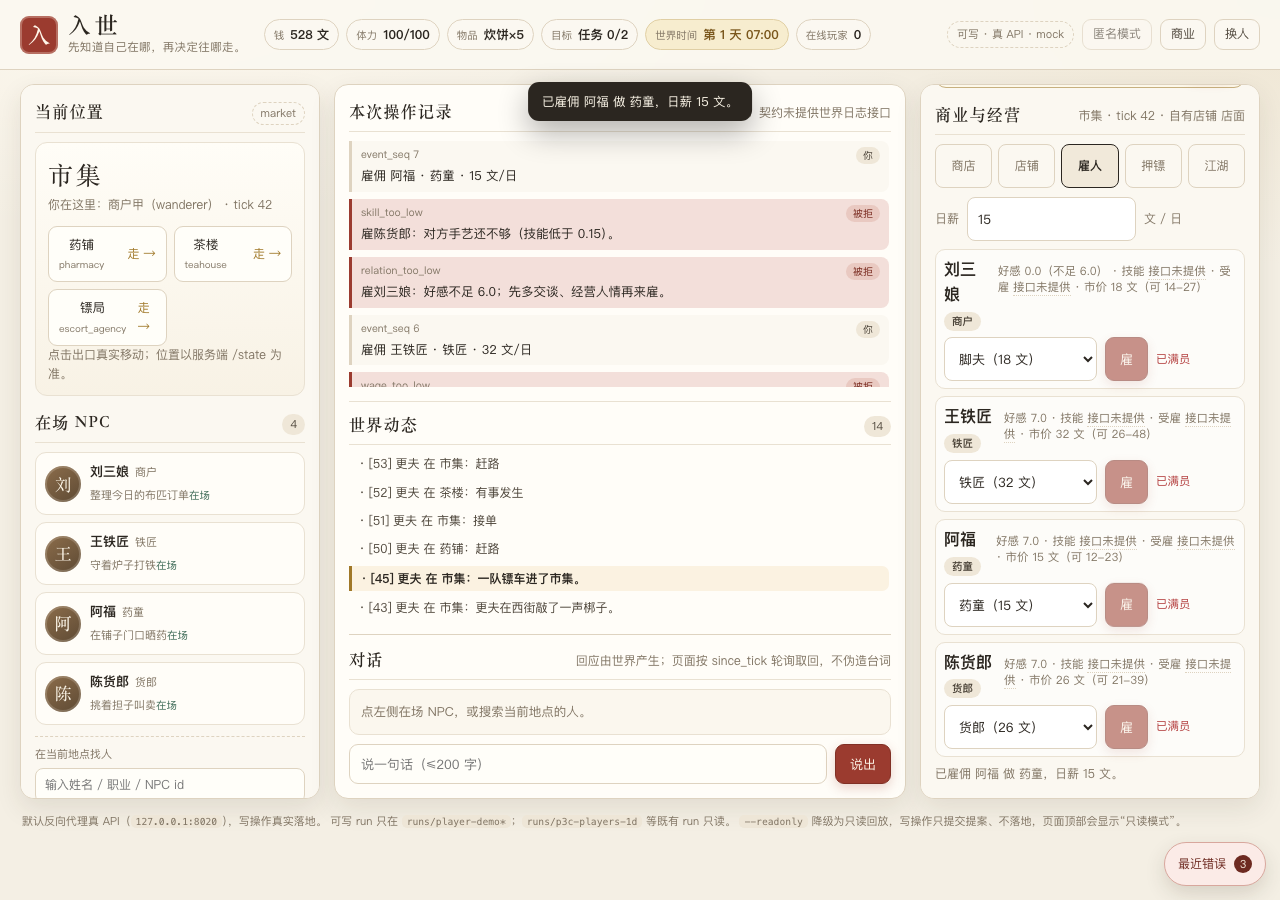 入
入世
先知道自己在哪，再决定往哪走。
钱 528 文
体力 100/100
物品 炊饼×5
目标 任务 0/2
世界时间 第 1 天 07:00
在线玩家 0
可写 · 真 API · mock
匿名模式
商业
换人
当前位置
market
市集
你在这里：商户甲（wanderer） · tick 42
药铺
pharmacy
走 →
茶楼
teahouse
走 →
镖局
escort_agency
走
→
点击出口真实移动；位置以服务端 /state 为
准。
在场 NPC
4
刘
刘三娘 商户
整理今日的布匹订单在场
王
王铁匠 铁匠
守着炉子打铁在场
阿
阿福 药童
在铺子门口晒药在场
陈
陈货郎 货郎
挑着担子叫卖在场
在当前地点找人
输入姓名 / 职业 / NPC id
本次操作记录
已雇佣 阿福 做 药童，日薪 15 文。
契约未提供世界日志接口
event_seq 7
你
雇佣 阿福 · 药童 · 15 文/日
skill_too_low
被拒
雇陈货郎：对方手艺还不够（技能低于 0.15）。
relation_too_low
被拒
雇刘三娘：好感不足 6.0；先多交谈、经营人情再来雇。
event_seq 6
你
雇佣 王铁匠 · 铁匠 · 32 文/日
wage_too_low
被拒
世界动态
14
· [53] 更夫 在 市集：赶路
· [52] 更夫 在 茶楼：有事发生
· [51] 更夫 在 市集：接单
· [50] 更夫 在 药铺：赶路
· [45] 更夫 在 市集：一队镖车进了市集。
· [43] 更夫 在 市集：更夫在西街敲了一声梆子。
对话
回应由世界产生；页面按 since_tick 轮询取回，不伪造台词
点左侧在场 NPC，或搜索当前地点的人。
说一句话（≤200 字）
说出
商业与经营
市集 · tick 42 · 自有店铺 店面
商店
店铺
雇人
押镖
江湖
日薪
15
文 / 日
刘三
娘
商户
好感 0.0（不足 6.0） · 技能 接口未提供 · 受
雇 接口未提供 · 市价 18 文（可 14–27）
脚夫（18 文）
雇
已满员
王铁匠
铁匠
好感 7.0 · 技能 接口未提供 · 受雇 接口未提
供 · 市价 32 文（可 26–48）
铁匠（32 文）
雇
已满员
阿福
药童
好感 7.0 · 技能 接口未提供 · 受雇 接口未提供
· 市价 15 文（可 12–23）
药童（15 文）
雇
已满员
陈货郎
货郎
好感 7.0 · 技能 接口未提供 · 受雇 接口未提
供 · 市价 26 文（可 21–39）
货郎（26 文）
雇
已满员
已雇佣 阿福 做 药童，日薪 15 文。
默认反向代理真 API（ 127.0.0.1:8020 ），写操作真实落地。 可写 run 只在 runs/player-demo* ； runs/p3c-players-1d 等既有 run 只读。 --readonly 降级为只读回放，写操作只提交提案、不落地，页面顶部会显示“只读模式”。
最近错误 3